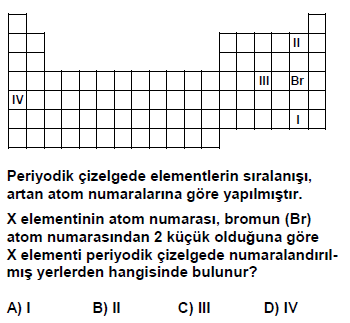 II
III Br
IV
I
Periyodik çizelgede elementlerin sıralanışı,
artan atom numaralarına göre yapılmıştır.
X elementinin atom numarası, bromun (Br)
atom numarasından 2 küçük olduğuna göre
X elementi periyodik çizelgede numaralandırıl-
mış yerlerden hangisinde bulunur?
A) I B) II C) III D) IV